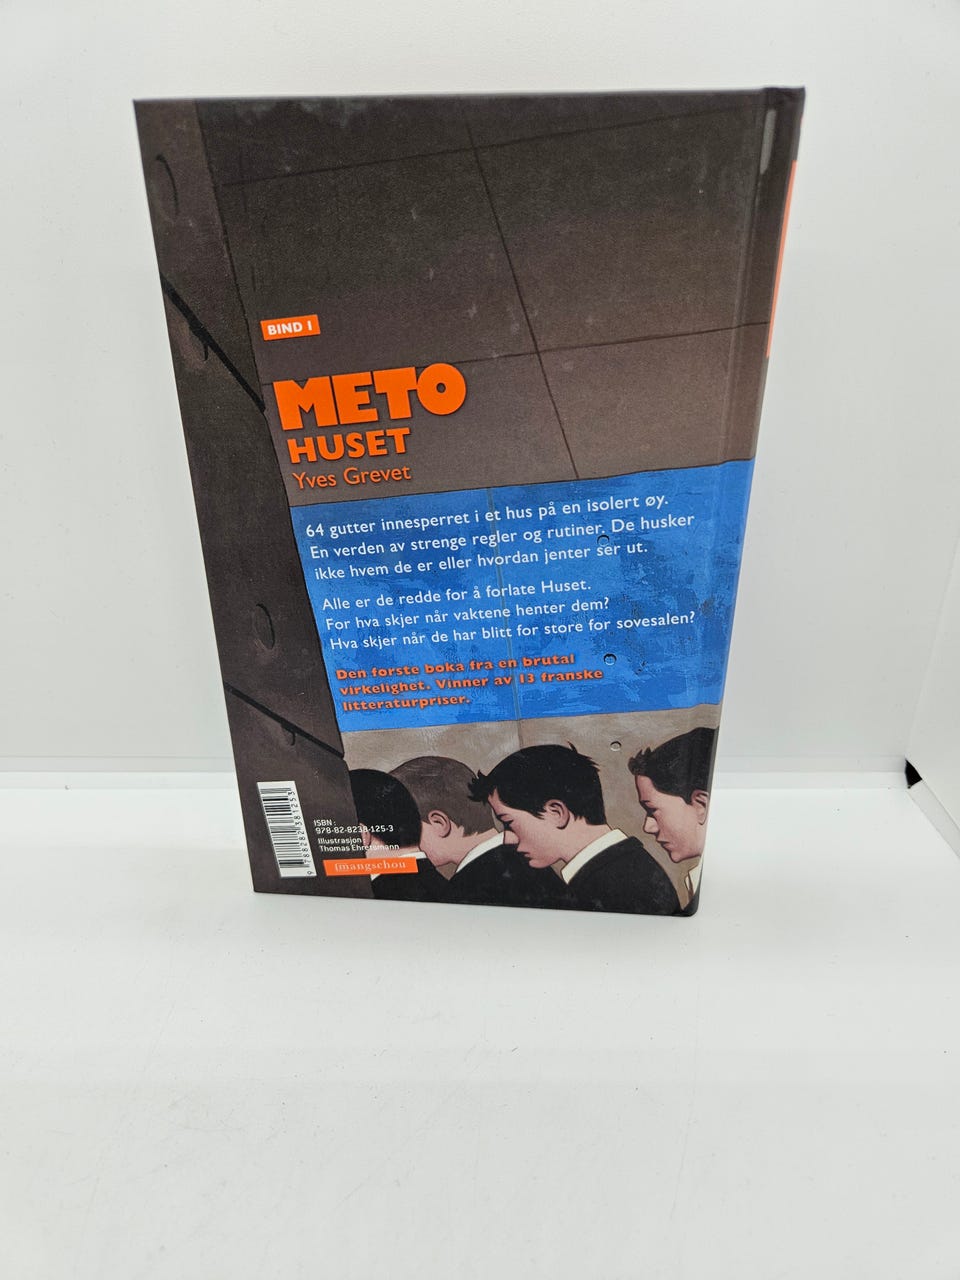 BIND I
METO
HUSET
Yves Grevet
64 gutter innesperret i et hus på en isolert øy.
En verden av strenge regler og rutiner. De husker
ikke hvem de er eller hvordan jenter ser ut.
Alle er de redde for å forlate Huset.
For hva skjer når vaktene henter dem?
Hva skjer når de har blitt for store for sovesalen?
Den første boka fra en brutal
virkelighet. Vinner av 13 franske
litteraturpriser.
ISBN:
978-82-8238-125-3
Illustrasjon:
Thomas Ehretsmann
9 788282 381253
mangschou